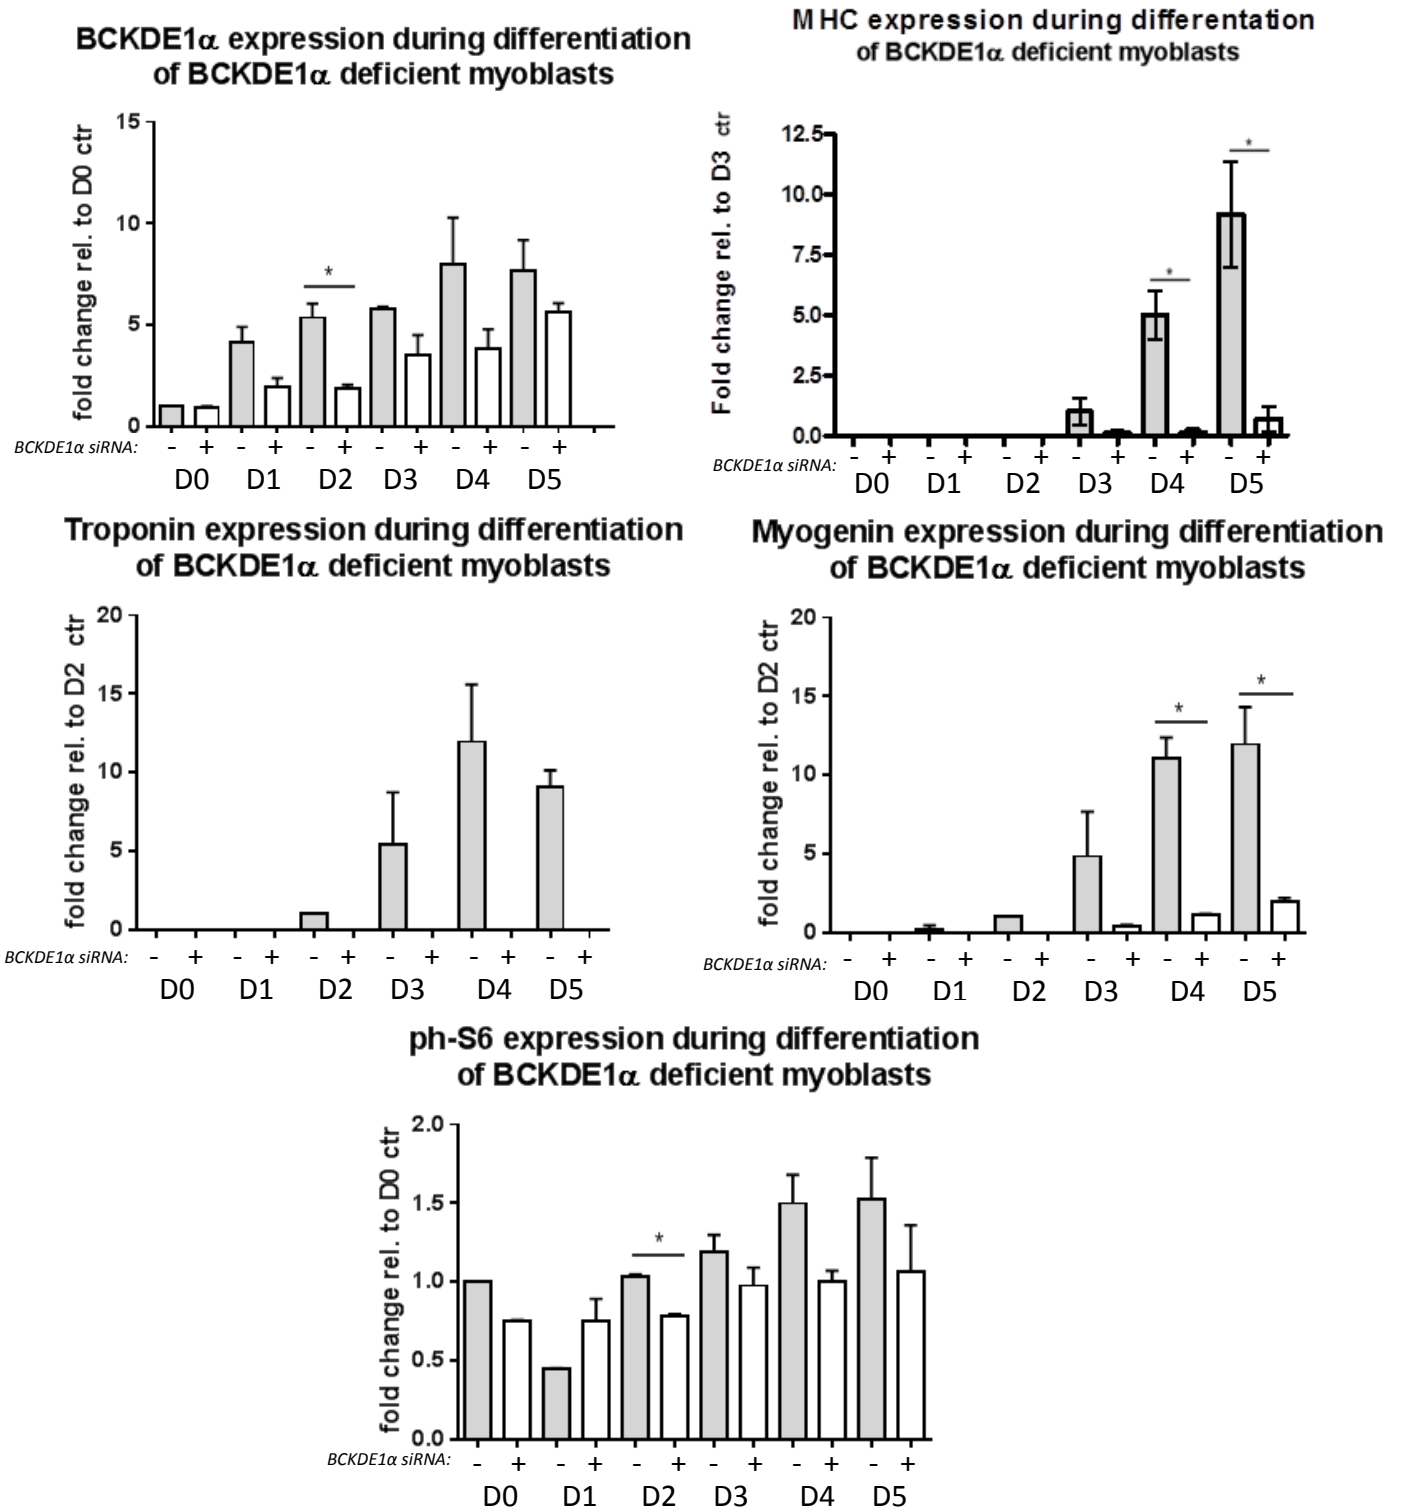 BCKDE1α expression during differentiation
of BCKDE1α deficient myoblasts
fold change rel. to D0 ctr
15
10
5
0
*
BCKDE1α siRNA: - + - + - + - + - + - +
D0 D1 D2 D3 D4 D5
MHC expression during differentation
of BCKDE1α deficient myoblasts
Fold change rel. to D3 ctr
12.5
10.0
7.5
5.0
2.5
0.0
*
*
BCKDE1α siRNA: - + - + - + - + - + - +
D0 D1 D2 D3 D4 D5
Troponin expression during differentiation
of BCKDE1α deficient myoblasts
fold change rel. to D2 ctr
20
15
10
5
0
BCKDE1α siRNA: - + - + - + - + - + - +
D0 D1 D2 D3 D4 D5
Myogenin expression during differentiation
of BCKDE1α deficient myoblasts
fold change rel. to D2 ctr
20
15
10
5
0
*
*
BCKDE1α siRNA: - + - + - + - + - + - +
D0 D1 D2 D3 D4 D5
ph-S6 expression during differentiation
of BCKDE1α deficient myoblasts
fold change rel. to D0 ctr
2.0
1.5
1.0
0.5
0.0
*
BCKDE1α siRNA: - + - + - + - + - + - +
D0 D1 D2 D3 D4 D5